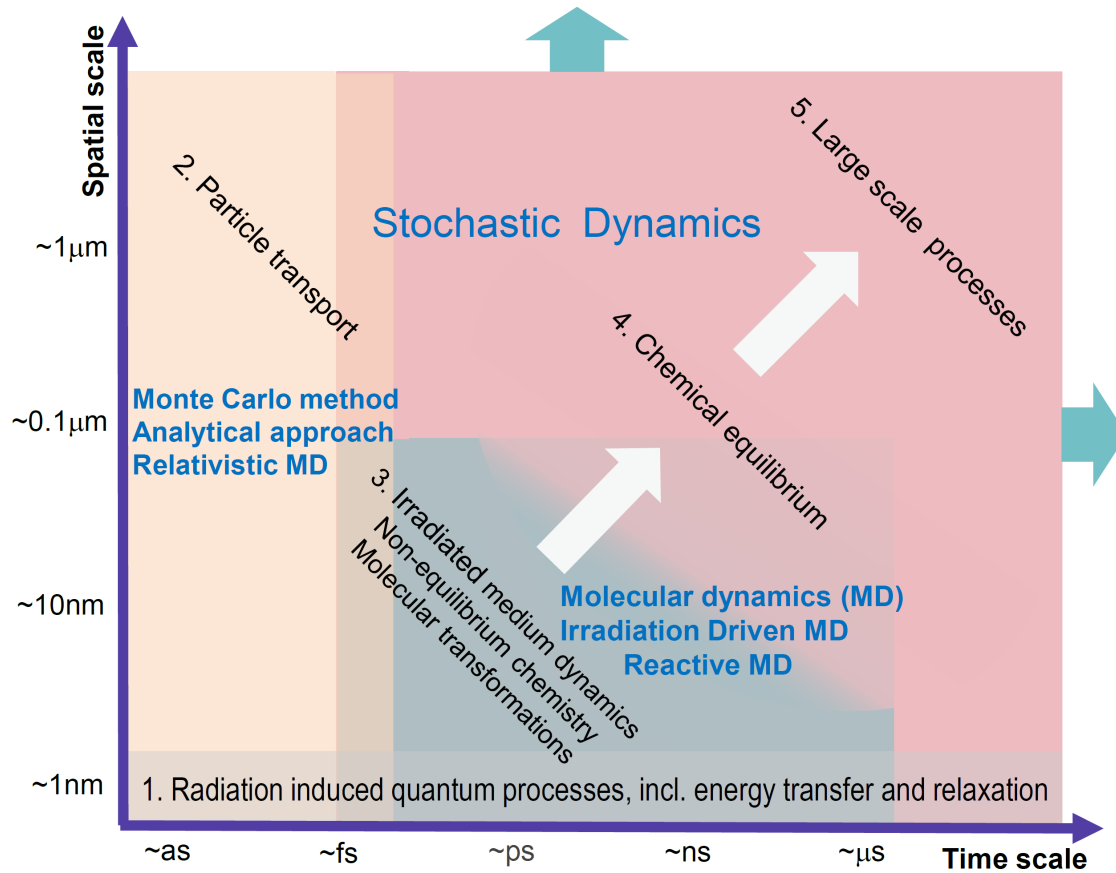 Spatial scale
~1μm
~0.1μm
~10nm
~1nm
2. Particle transport
Stochastic Dynamics
5. Large scale processes
4. Chemical equilibrium
Monte Carlo method
Analytical approach
Relativistic MD
3. Irradiated medium dynamics
Non-equilibrium chemistry
Molecular transformations
Molecular dynamics (MD)
Irradiation Driven MD
Reactive MD
1. Radiation induced quantum processes, incl. energy transfer and relaxation
~as
~fs
~ps
~ns
~μs
Time scale